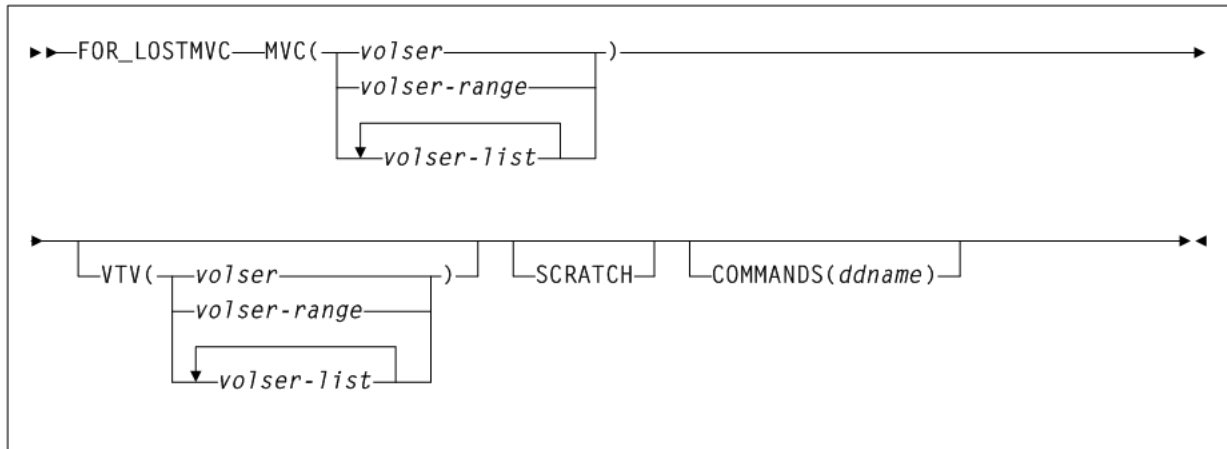 FOR_LOSTMVC MVC( volser )
volser-range
volser-list
VTV( volser ) SCRATCH COMMANDS(ddname)
volser-range
volser-list